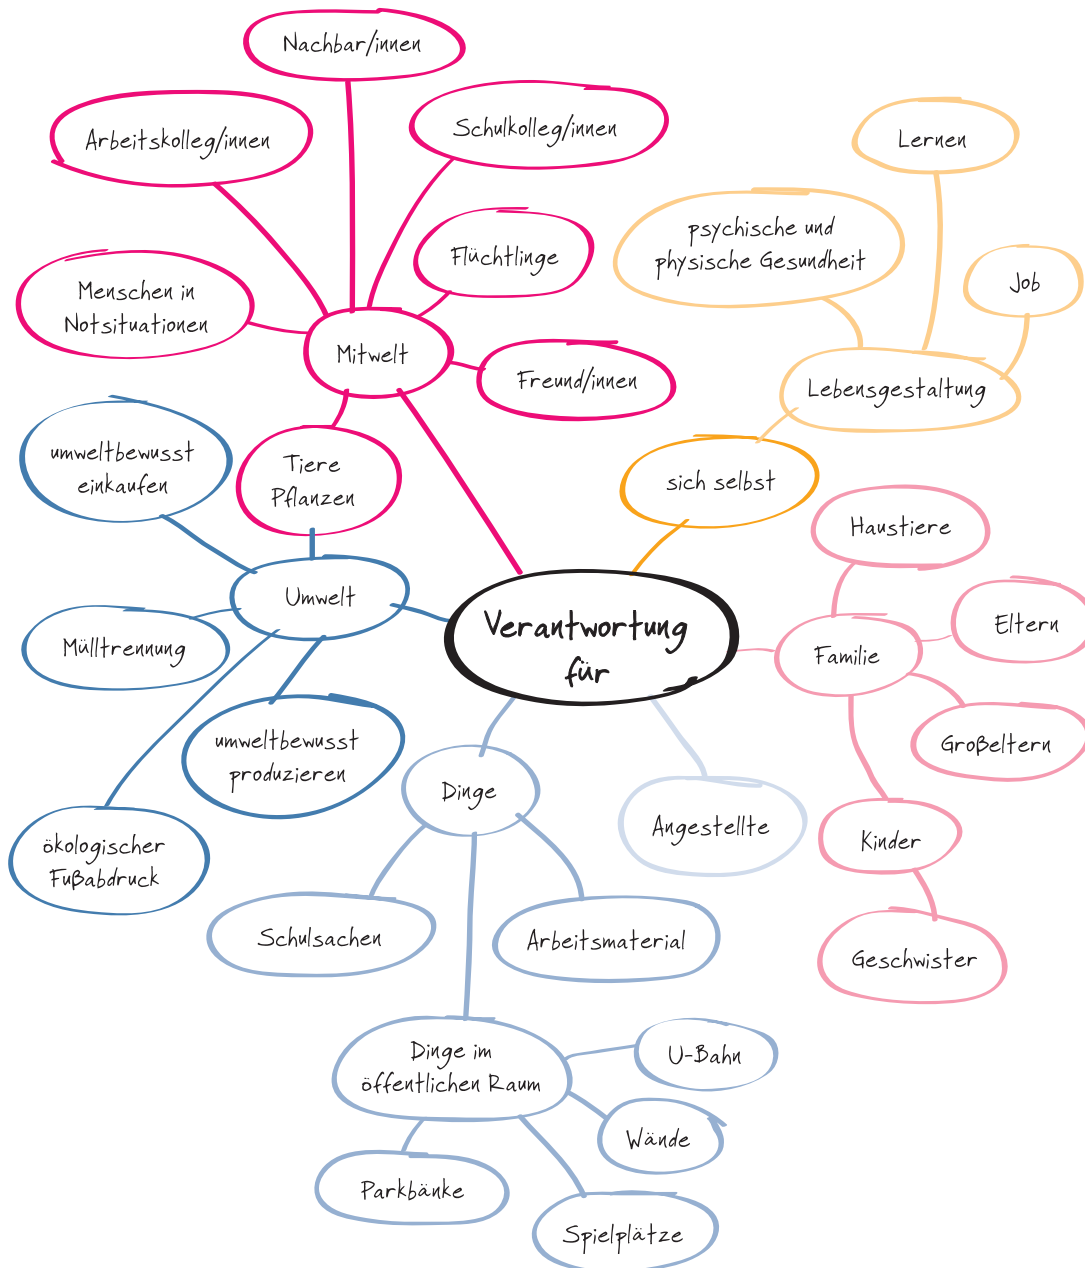 Nachbar/innen
Arbeitskolleg/innen
Schulkolleg/innen
Lernen
psychische und
physische Gesundheit
Flüchtlinge
Job
Menschen in
Notsituationen
Mitwelt
Freund/innen
Lebensgestaltung
umweltbewusst
einkaufen
Tiere
Pflanzen
sich selbst
Haustiere
Umwelt
Verantwortung
für
Eltern
Mülltrennung
Familie
umweltbewusst
produzieren
Großeltern
Dinge
Angestellte
Kinder
ökologischer
Fußabdruck
Schulsachen
Arbeitsmaterial
Geschwister
Dinge im
öffentlichen Raum
U-Bahn
Wände
Parkbänke
Spielplätze